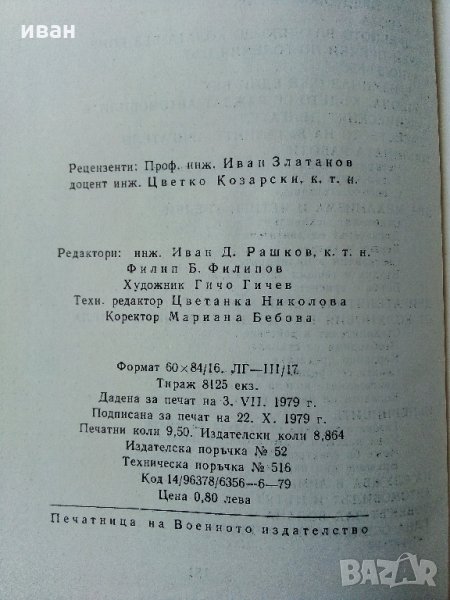 иван
Рецензенти: Проф. инж. Иван Златанов
доцент инж. Цветко Козарски, к. т. н.
Редактори: инж. Иван Д. Рашков, к. т. н.
Филип Б. Филипов
Художник Гичо Гичев
Техн. редактор Цветанка Николова
Коректор Мариана Бебова
Формат 60×84/16. ЛГ—III/17
Тираж 8125 екз.
Дадена за печат на 3. VII. 1979 г.
Подписана за печат на 22. X. 1979 г.
Печатни коли 9,50. Издателски коли 8,864
Издателска поръчка № 52
Техническа поръчка № 516
Код 14/96378/6356—6—79
Цена 0,80 лева
Печатница на Военното издателство
BAZAR